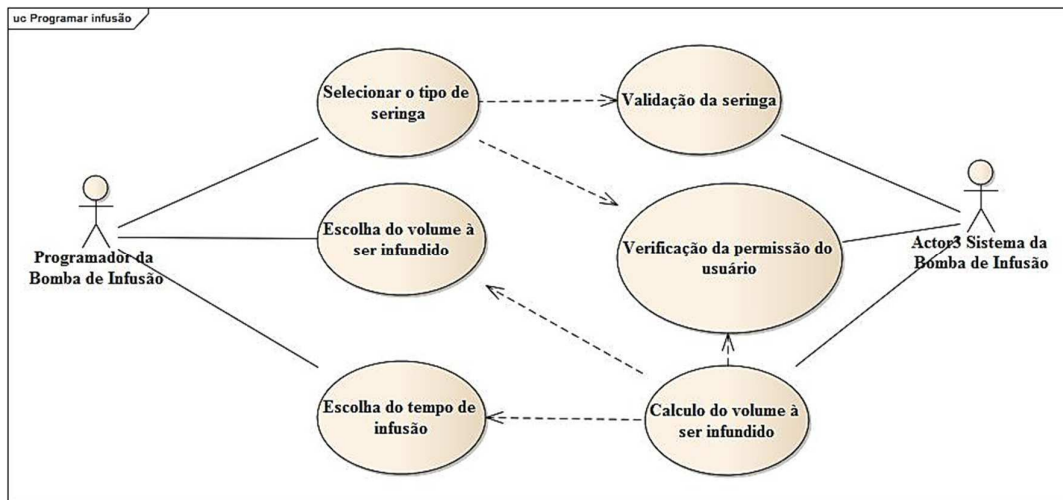 uc Programar infusão
Selecionar o tipo de
seringa
Validação da seringa
Escolha do volume à
ser infundido
Verificação da permissão do
usuário
Programador da
Bomba de Infusão
Actor3 Sistema da
Bomba de Infusão
Escolha do tempo de
infusão
Calculo do volume à
ser infundido